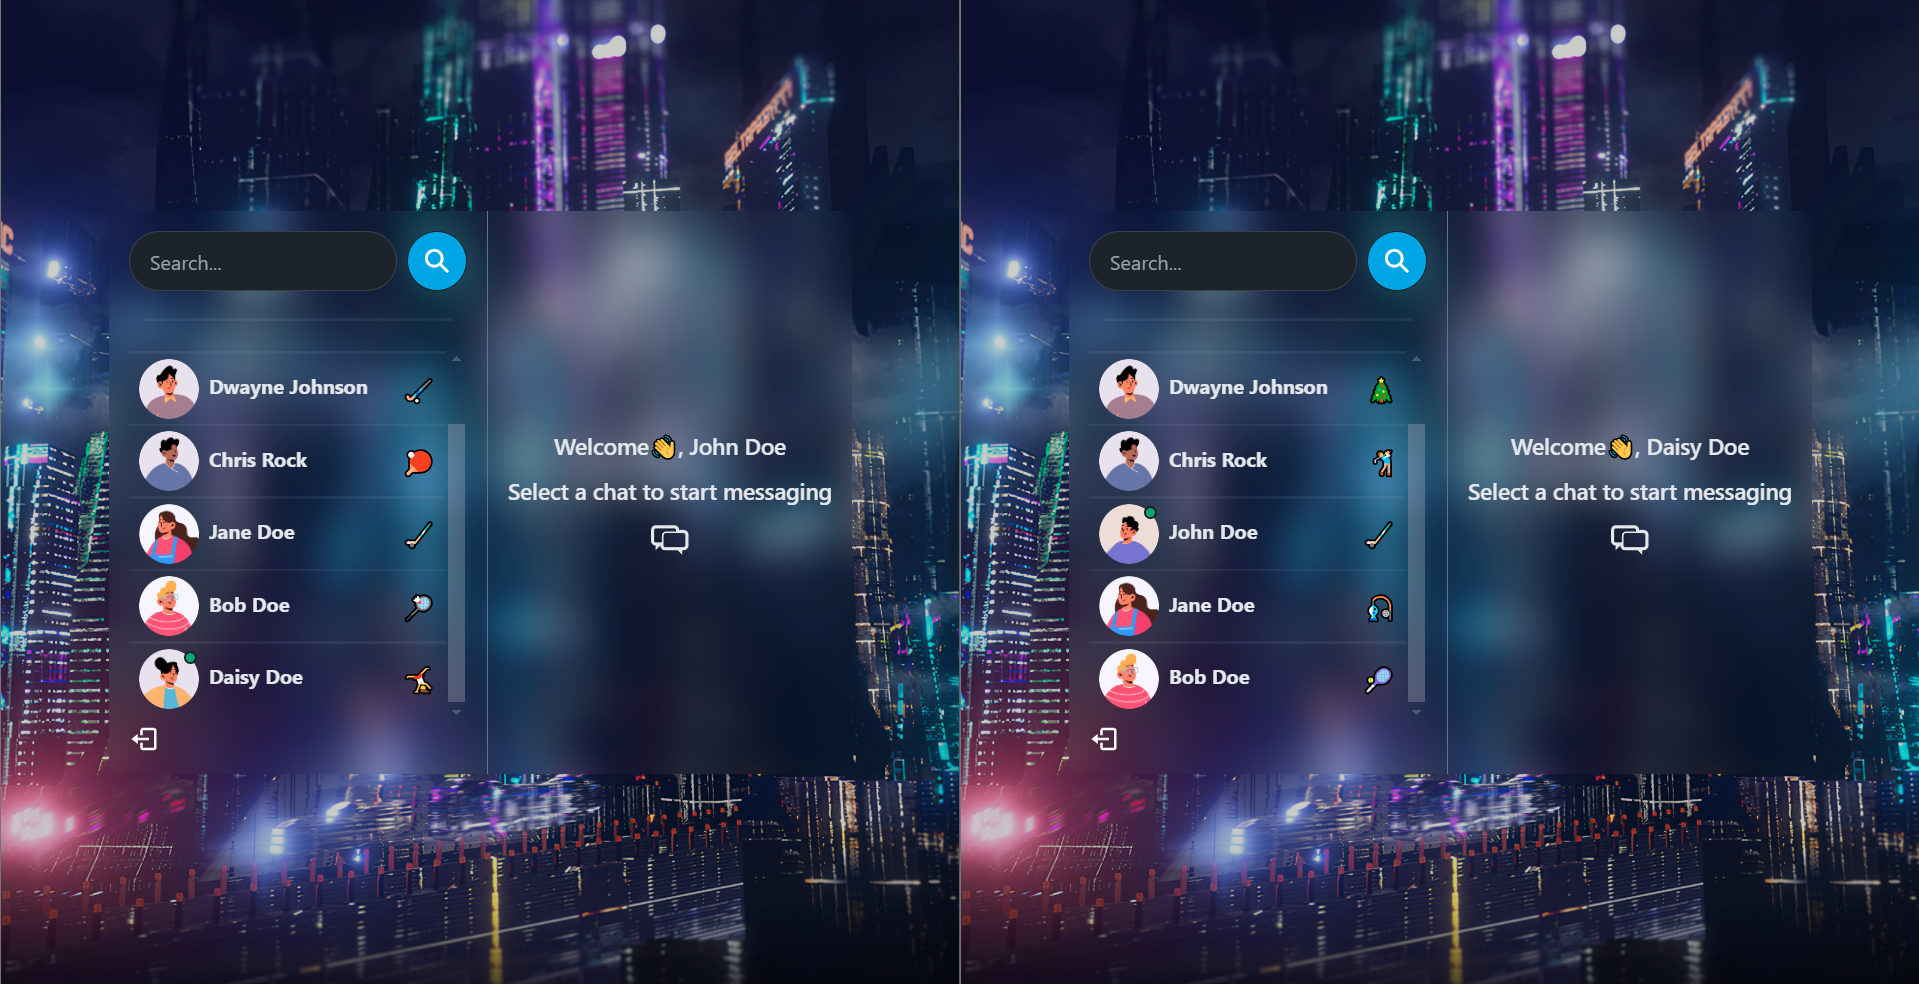 Search...
Dwayne Johnson
Chris Rock
Jane Doe
Bob Doe
Daisy Doe
Welcome👋, John Doe
Select a chat to start messaging
Search...
Dwayne Johnson
Chris Rock
John Doe
Jane Doe
Bob Doe
Welcome👋, Daisy Doe
Select a chat to start messaging